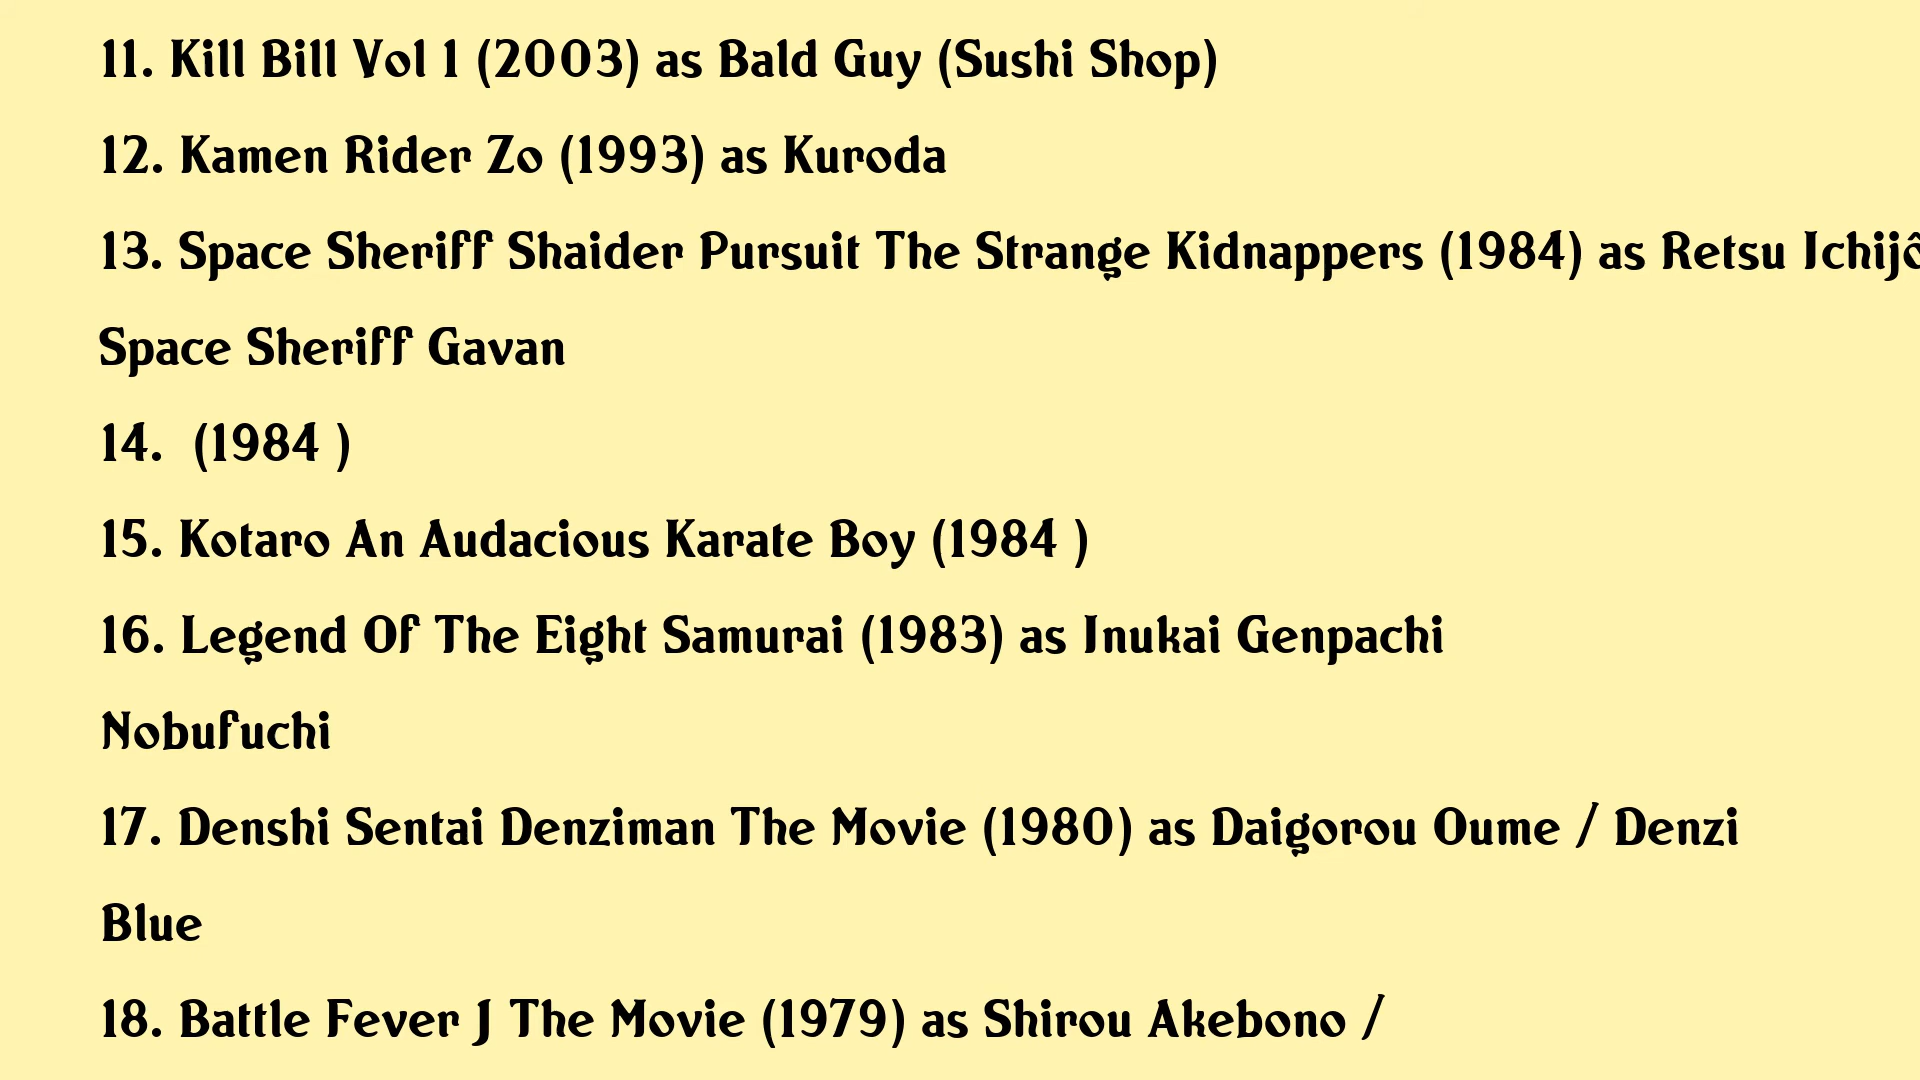 11. Kill Bill Vol 1 (2003) as Bald Guy (Sushi Shop)
12. Kamen Rider Zo (1993) as Kuroda
13. Space Sheriff Shaider Pursuit The Strange Kidnappers (1984) as Retsu Ichijô
Space Sheriff Gavan
14.  (1984 )
15. Kotaro An Audacious Karate Boy (1984 )
16. Legend Of The Eight Samurai (1983) as Inukai Genpachi
Nobufuchi
17. Denshi Sentai Denziman The Movie (1980) as Daigorou Oume / Denzi
Blue
18. Battle Fever J The Movie (1979) as Shirou Akebono /